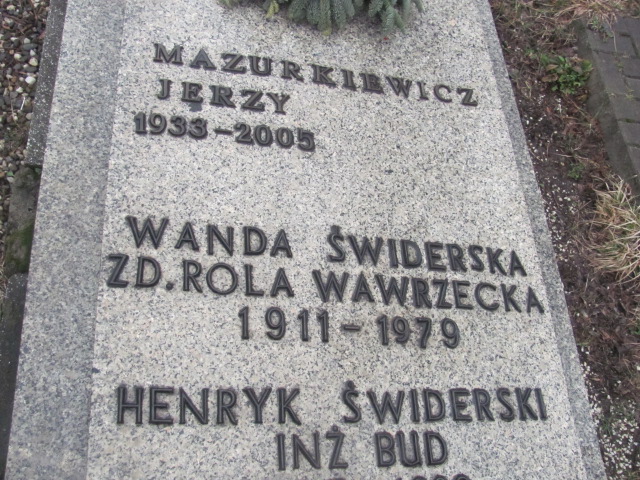 MAZURKIEWICZ
JERZY
1933-2005
WANDA ŚWIDERSKA
ZD. ROLA WAWRZECKA
1911-1979
HENRYK ŚWIDERSKI
INŻ BUD